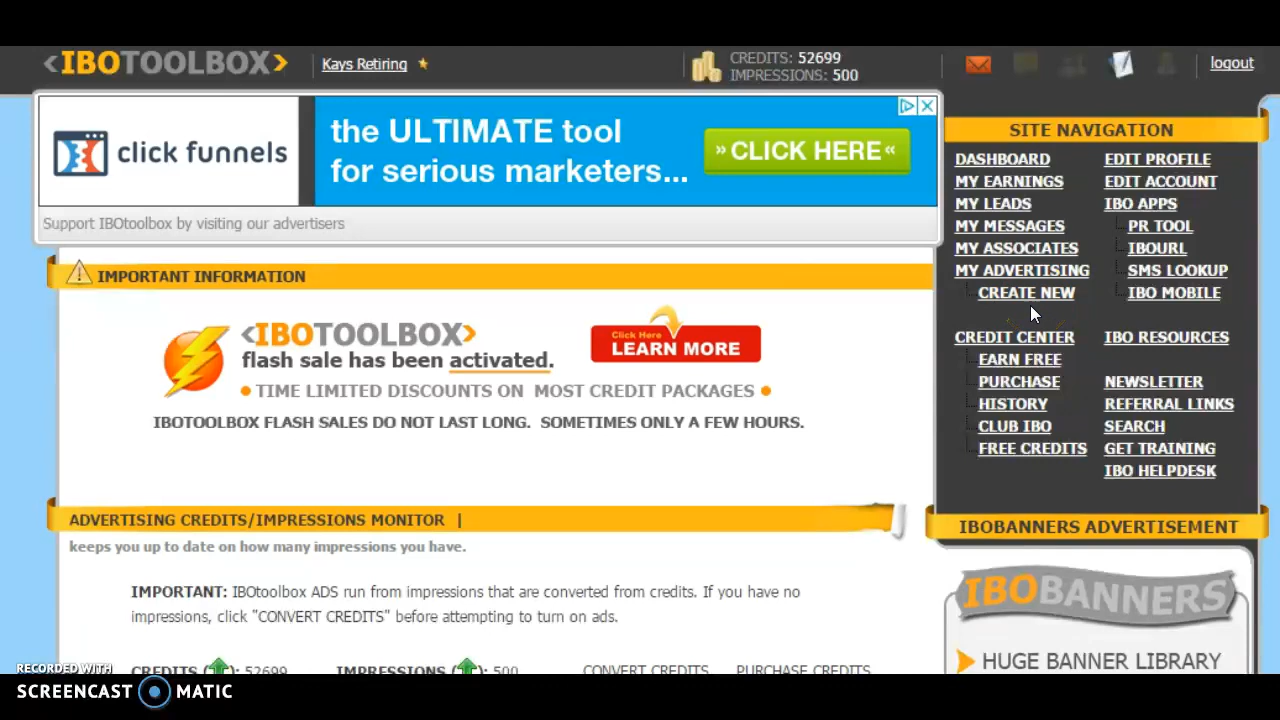 <IBOTOOLBOX>
Kays Retiring
CREDITS: 52699
IMPRESSIONS: 500
logout
click funnels
the ULTIMATE tool
for serious marketers...
» CLICK HERE «
Support IBOtoolbox by visiting our advertisers
IMPORTANT INFORMATION
<IBOTOOLBOX>
flash sale has been activated.
Click Here
LEARN MORE
TIME LIMITED DISCOUNTS ON MOST CREDIT PACKAGES
IBOTOOLBOX FLASH SALES DO NOT LAST LONG. SOMETIMES ONLY A FEW HOURS.
ADVERTISING CREDITS/IMPRESSIONS MONITOR |
keeps you up to date on how many impressions you have.
IMPORTANT: IBOtoolbox ADS run from impressions that are converted from credits. If you have no
impressions, click "CONVERT CREDITS" before attempting to turn on ads.
CREDITS ( ): 52699 IMPRESSIONS ( ): 500 CONVERT CREDITS PURCHASE CREDITS
SITE NAVIGATION
DASHBOARD
MY EARNINGS
MY LEADS
MY MESSAGES
MY ASSOCIATES
MY ADVERTISING
CREATE NEW
CREDIT CENTER
EARN FREE
PURCHASE
HISTORY
CLUB IBO
FREE CREDITS
EDIT PROFILE
EDIT ACCOUNT
IBO APPS
PR TOOL
IBOURL
SMS LOOKUP
IBO MOBILE
IBO RESOURCES
NEWSLETTER
REFERRAL LINKS
SEARCH
GET TRAINING
IBO HELPDESK
IBOBANNERS ADVERTISEMENT
IBOBANNERS
HUGE BANNER LIBRARY
RECORDED WITH
SCREENCAST MATIC